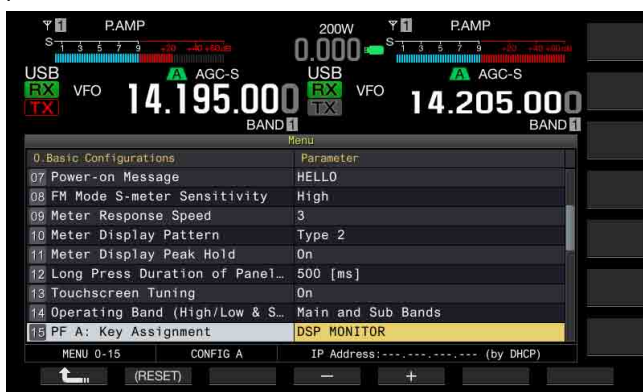 1 P.AMP 200W 1 P.AMP
S 1 3 5 7 9 +20 +40 +60dB 0.000 S 1 3 5 7 9 +20 +40 +60dB
USB A AGC-S USB A AGC-S
RX VFO 14.195.000 RX VFO 14.205.000
TX TX
BAND 1 BAND 1
Menu
0.Basic Configurations Parameter
07 Power-on Message HELLO
08 FM Mode S-meter Sensitivity High
09 Meter Response Speed 3
10 Meter Display Pattern Type 2
11 Meter Display Peak Hold On
12 Long Press Duration of Panel… 500 [ms]
13 Touchscreen Tuning On
14 Operating Band (High/Low & S… Main and Sub Bands
15 PF A: Key Assignment DSP MONITOR
MENU 0-15 CONFIG A IP Address:---.---.---.--- (by DHCP)
(RESET) − +